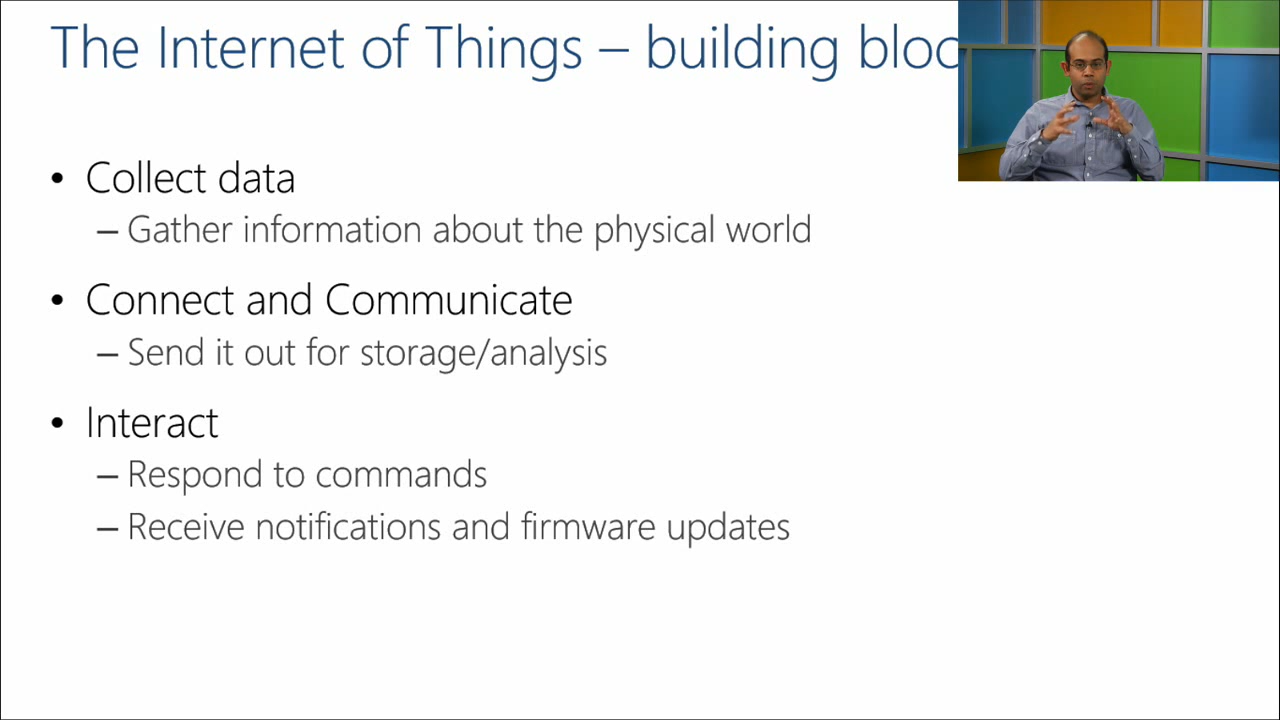 The Internet of Things – building bloc
• Collect data
– Gather information about the physical world
• Connect and Communicate
– Send it out for storage/analysis
• Interact
– Respond to commands
– Receive notifications and firmware updates